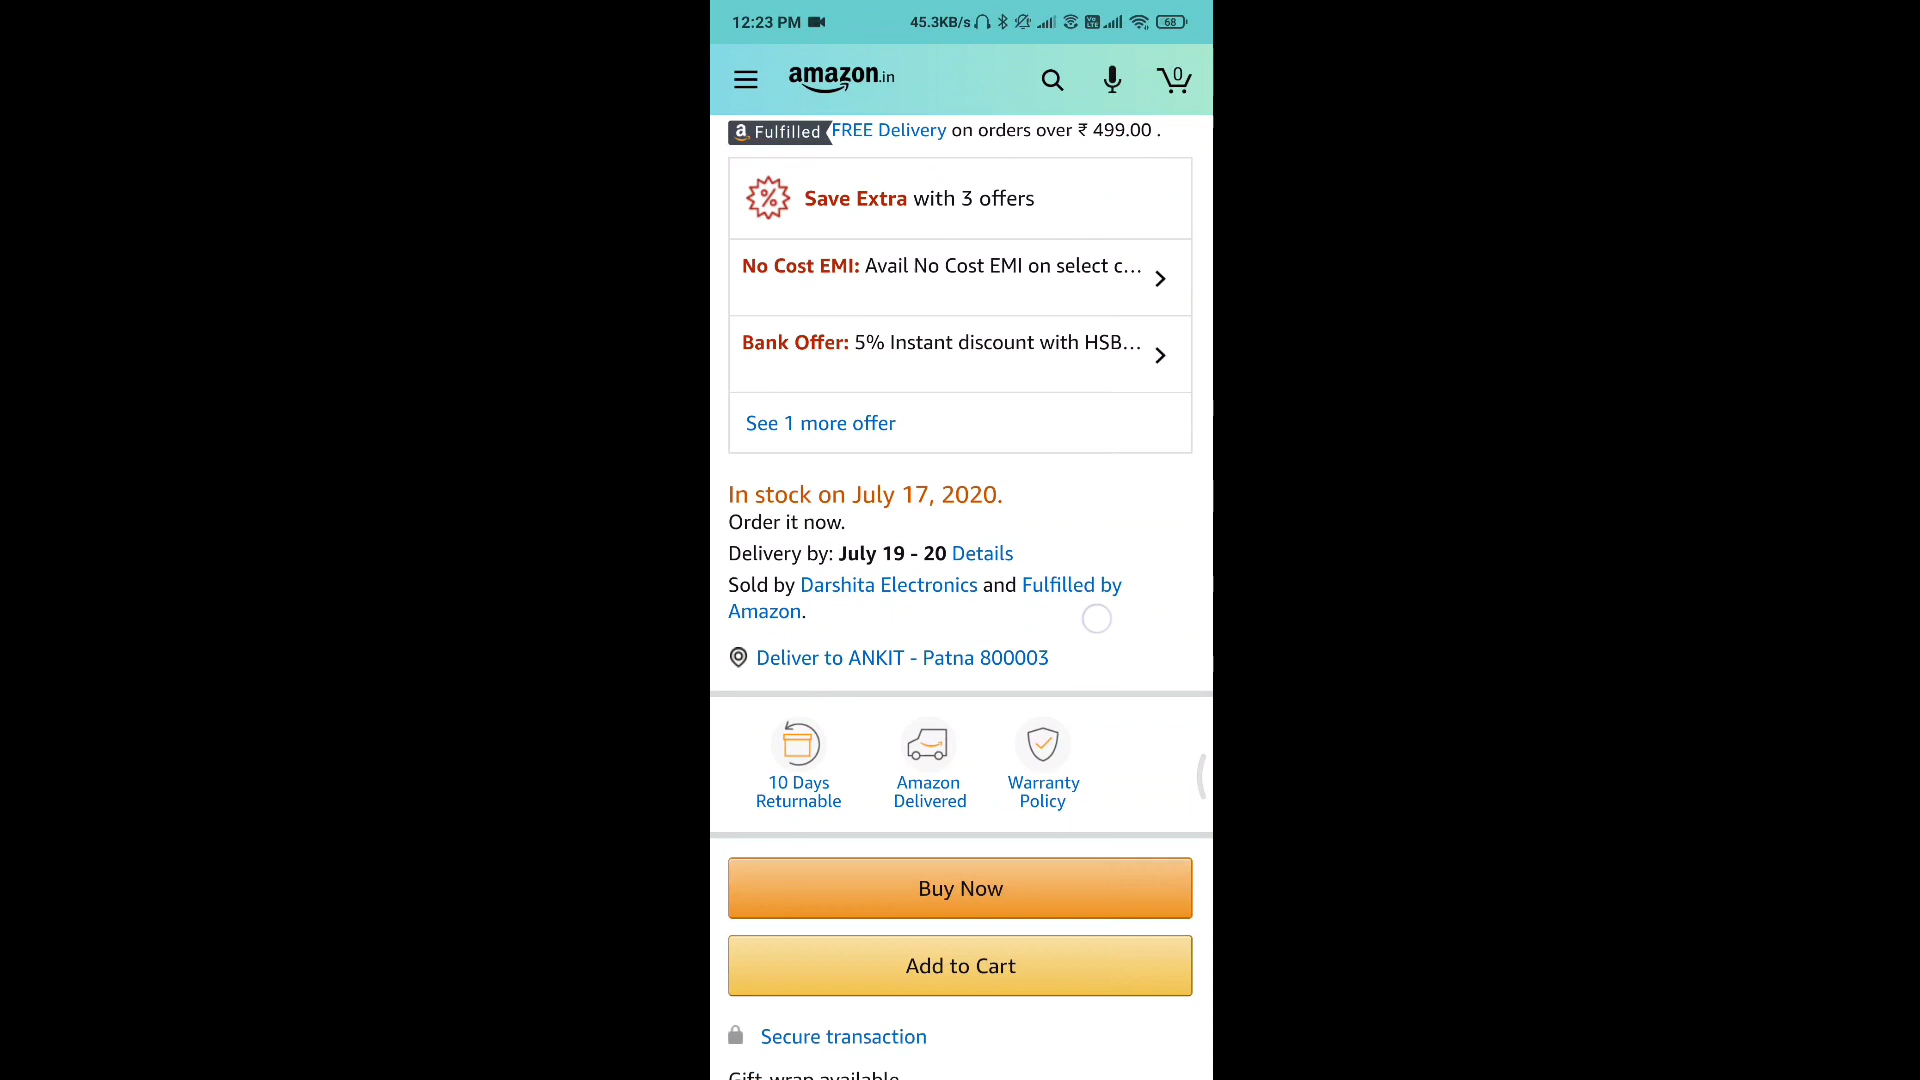 12:23 PM 45.3KB/s 68
amazon.in 0
a Fulfilled FREE Delivery on orders over ₹ 499.00 .
Save Extra with 3 offers
No Cost EMI: Avail No Cost EMI on select c...
Bank Offer: 5% Instant discount with HSB...
See 1 more offer
In stock on July 17, 2020.
Order it now.
Delivery by: July 19 - 20 Details
Sold by Darshita Electronics and Fulfilled by
Amazon.
Deliver to ANKIT - Patna 800003
10 Days
Returnable
Amazon
Delivered
Warranty
Policy
Buy Now
Add to Cart
Secure transaction
Gift-wrap available